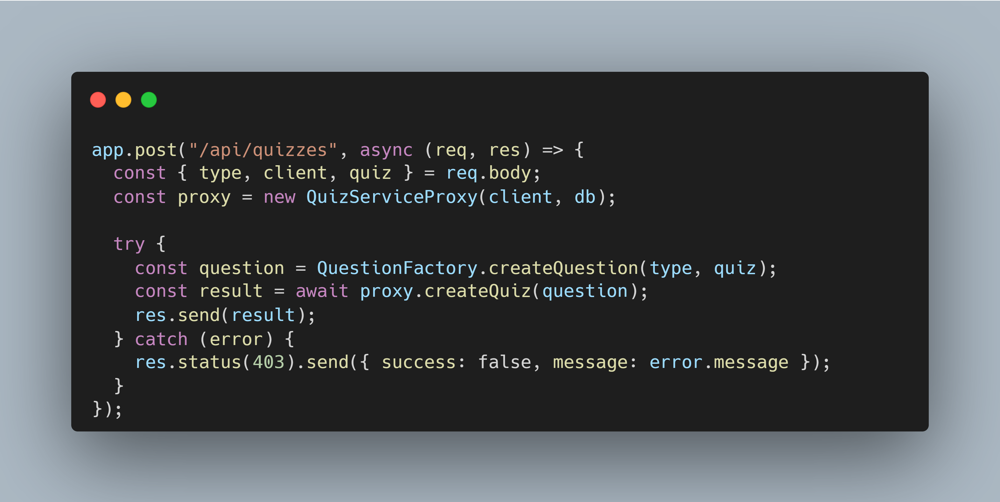 app.post("/api/quizzes", async (req, res) => {
  const { type, client, quiz } = req.body;
  const proxy = new QuizServiceProxy(client, db);

  try {
    const question = QuestionFactory.createQuestion(type, quiz);
    const result = await proxy.createQuiz(question);
    res.send(result);
  } catch (error) {
    res.status(403).send({ success: false, message: error.message });
  }
});